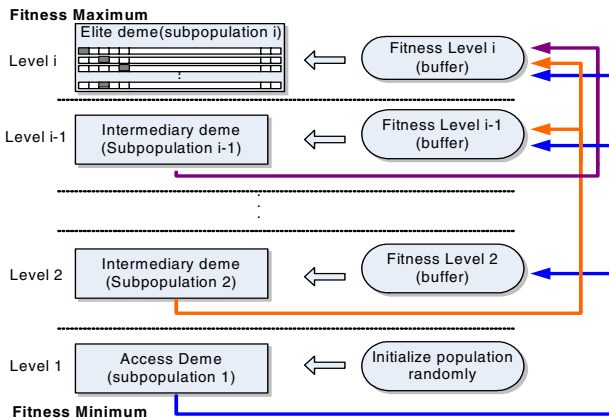 Fitness Maximum
Elite deme(subpopulation i)
Level i
Fitness Level i
(buffer)
Level i-1
Intermediary deme
(Subpopulation i-1)
Fitness Level i-1
(buffer)
Level 2
Intermediary deme
(Subpopulation 2)
Fitness Level 2
(buffer)
Level 1
Access Deme
(subpopulation 1)
Initialize population
randomly
Fitness Minimum